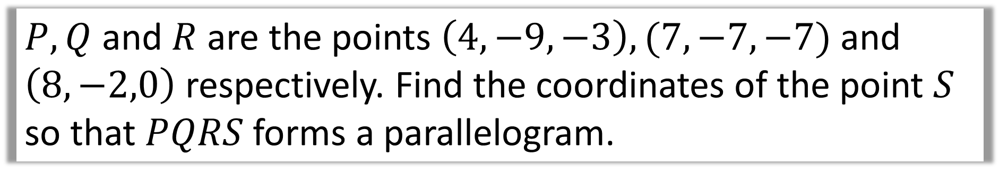 P, Q and R are the points (4, −9, −3), (7, −7, −7) and
(8, −2,0) respectively. Find the coordinates of the point S
so that PQRS forms a parallelogram.